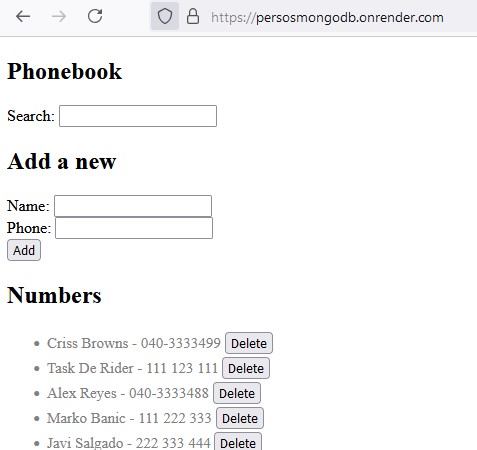 https://persosmongodb.onrender.com
Phonebook
Search:
Add a new
Name:
Phone:
Add
Numbers
• Criss Browns - 040-3333499 Delete
• Task De Rider - 111 123 111 Delete
• Alex Reyes - 040-3333488 Delete
• Marko Banic - 111 222 333 Delete
• Javi Salgado - 222 333 444 Delete